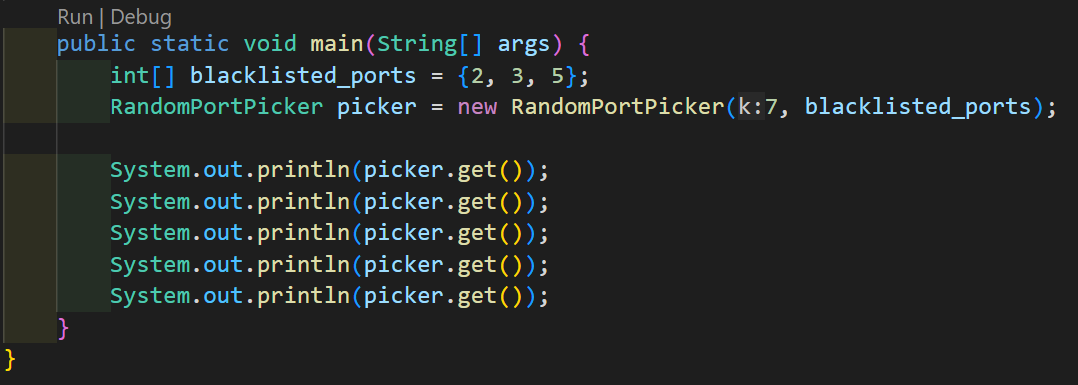 Run | Debug
public static void main(String[] args) {
int[] blacklisted_ports = {2, 3, 5};
RandomPortPicker picker = new RandomPortPicker(k:7, blacklisted_ports);
System.out.println(picker.get());
System.out.println(picker.get());
System.out.println(picker.get());
System.out.println(picker.get());
System.out.println(picker.get());
}
}